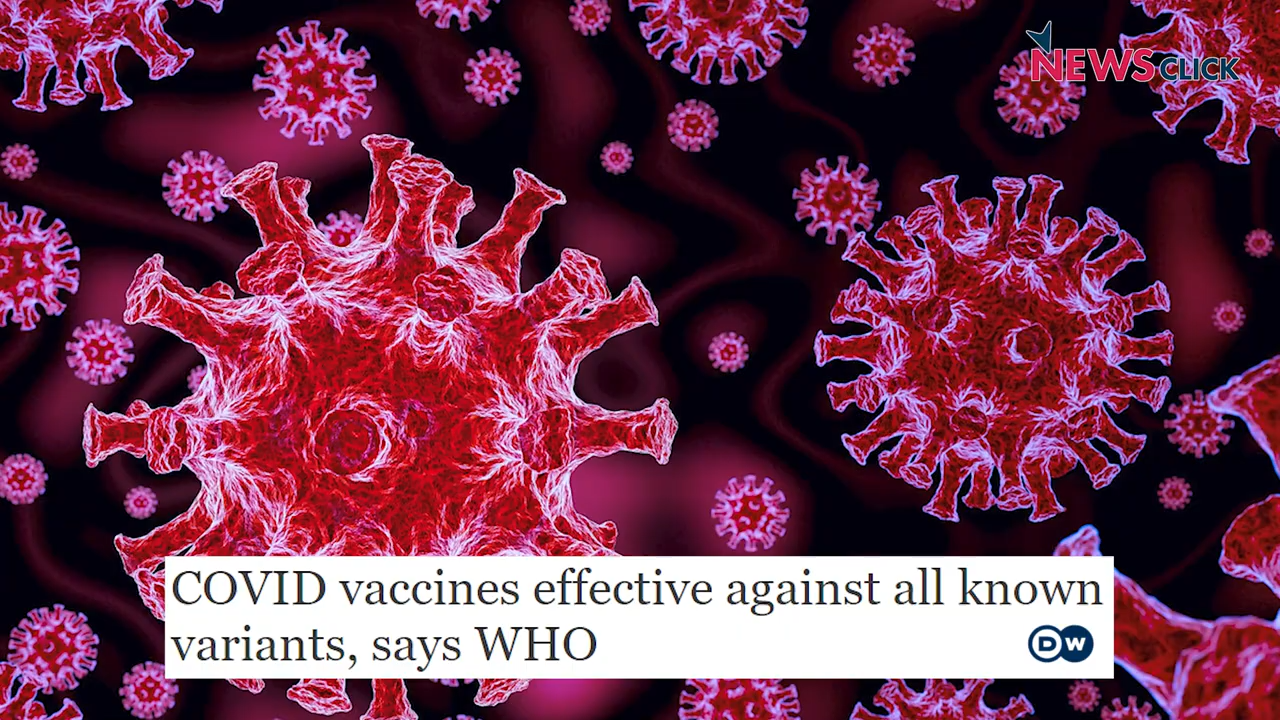 NEWSCLICK
COVID vaccines effective against all known
variants, says WHO
DW